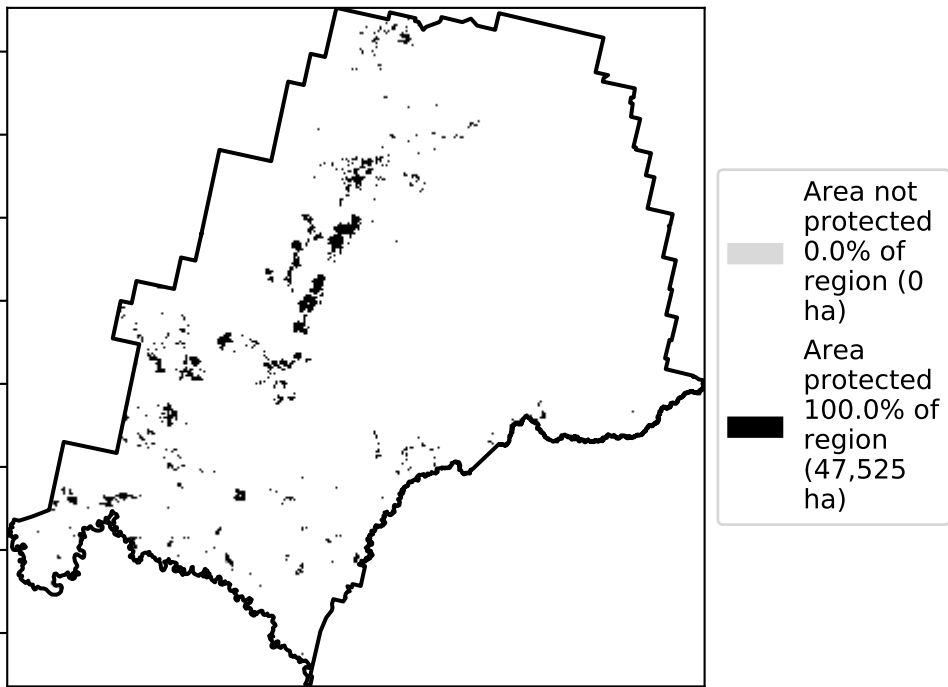 Area not
protected
0.0% of
region (0
ha)
Area
protected
100.0% of
region
(47,525
ha)